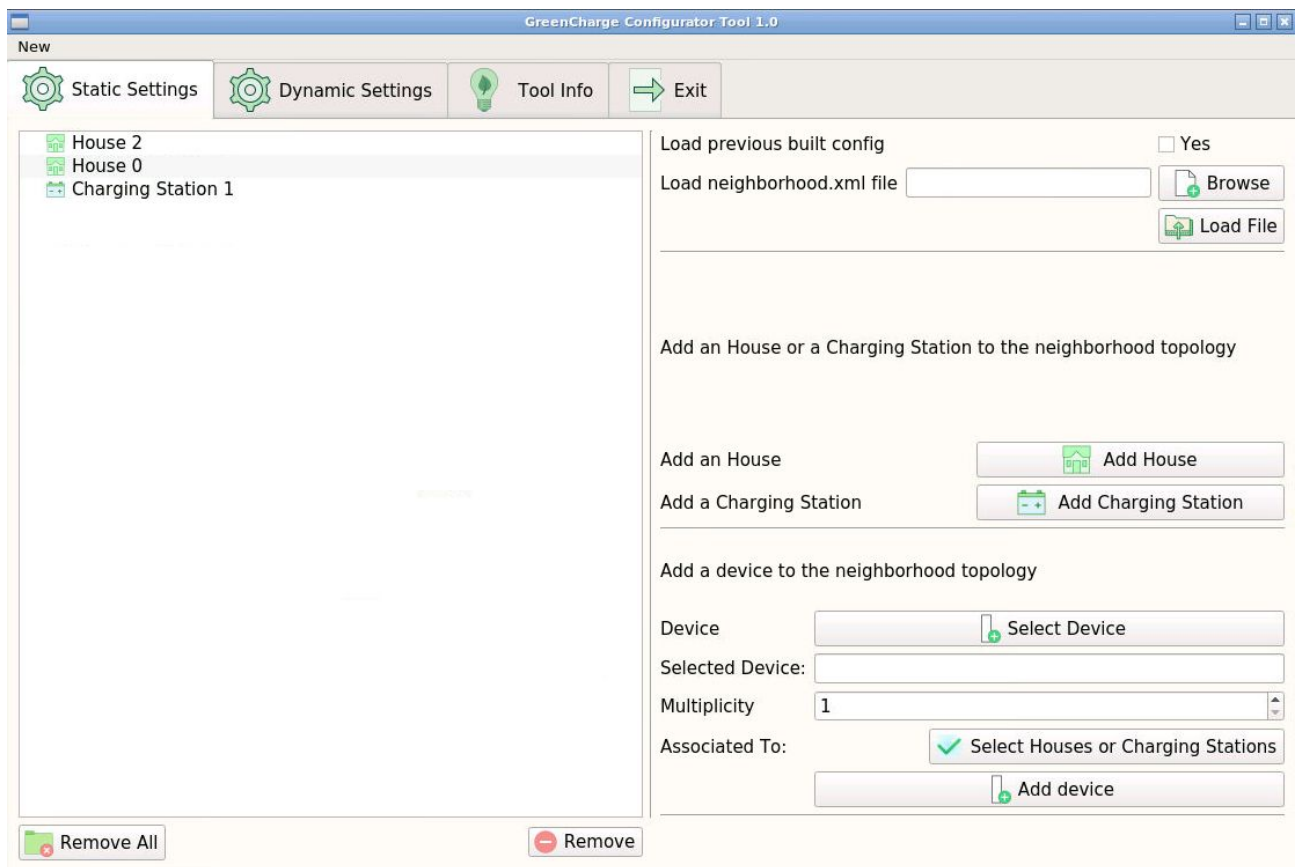 GreenCharge Configurator Tool 1.0
New
Static Settings
Dynamic Settings
Tool Info
Exit
House 2
House 0
Charging Station 1
Load previous built config
Yes
Load neighborhood.xml file
Browse
Load File
Add an House or a Charging Station to the neighborhood topology
Add an House
Add House
Add a Charging Station
Add Charging Station
Add a device to the neighborhood topology
Device
Select Device
Selected Device:
Multiplicity
1
Associated To:
Select Houses or Charging Stations
Add device
Remove All
Remove